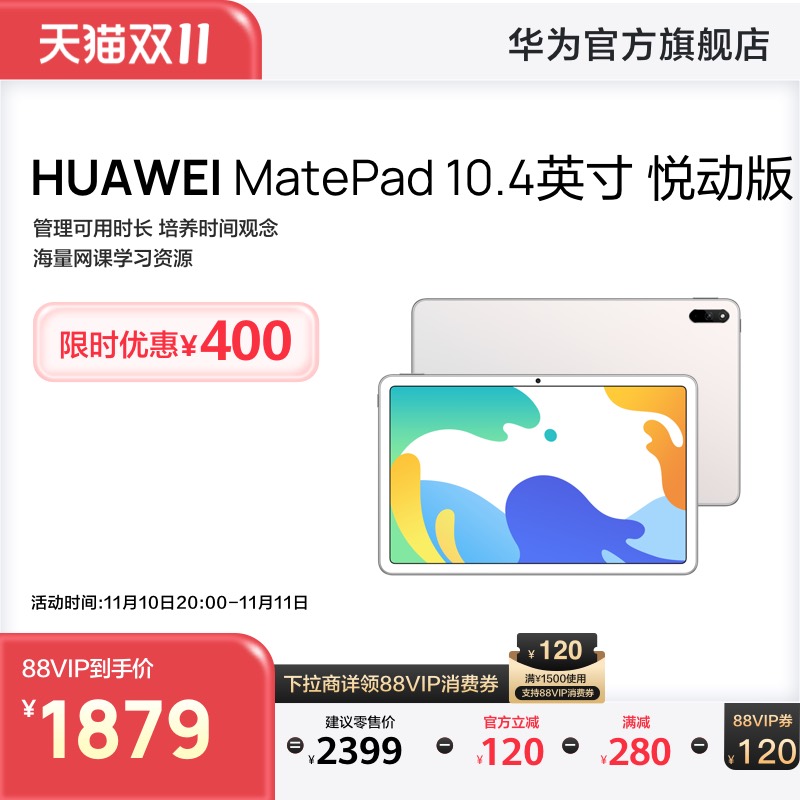 天猫双11
华为官方旗舰店
HUAWEI MatePad 10.4英寸 悦动版
管理可用时长 培养时间观念
海量网课学习资源
限时优惠¥400
活动时间:11月10日20:00-11月11日
88VIP到手价
¥1879
下拉商详领88VIP消费券
¥120
满¥1500使用
支持88VIP消费券
= 建议零售价 ¥2399
- 官方立减 ¥120
- 满减 ¥280
- 88VIP券 ¥120